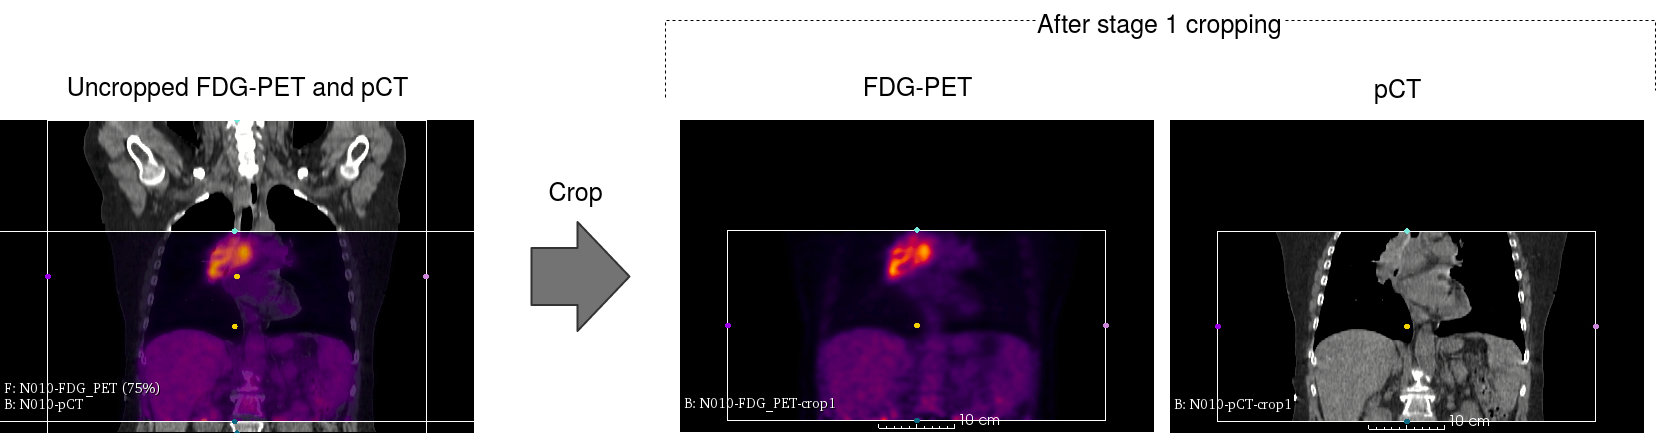 After stage 1 cropping
Uncropped FDG-PET and pCT
FDG-PET
pCT
Crop
F: N010-FDG_PET (75%)
B: N010-pCT
B: N010-FDG_PET-crop1
10 cm
B: N010-pCT-crop1
10 cm